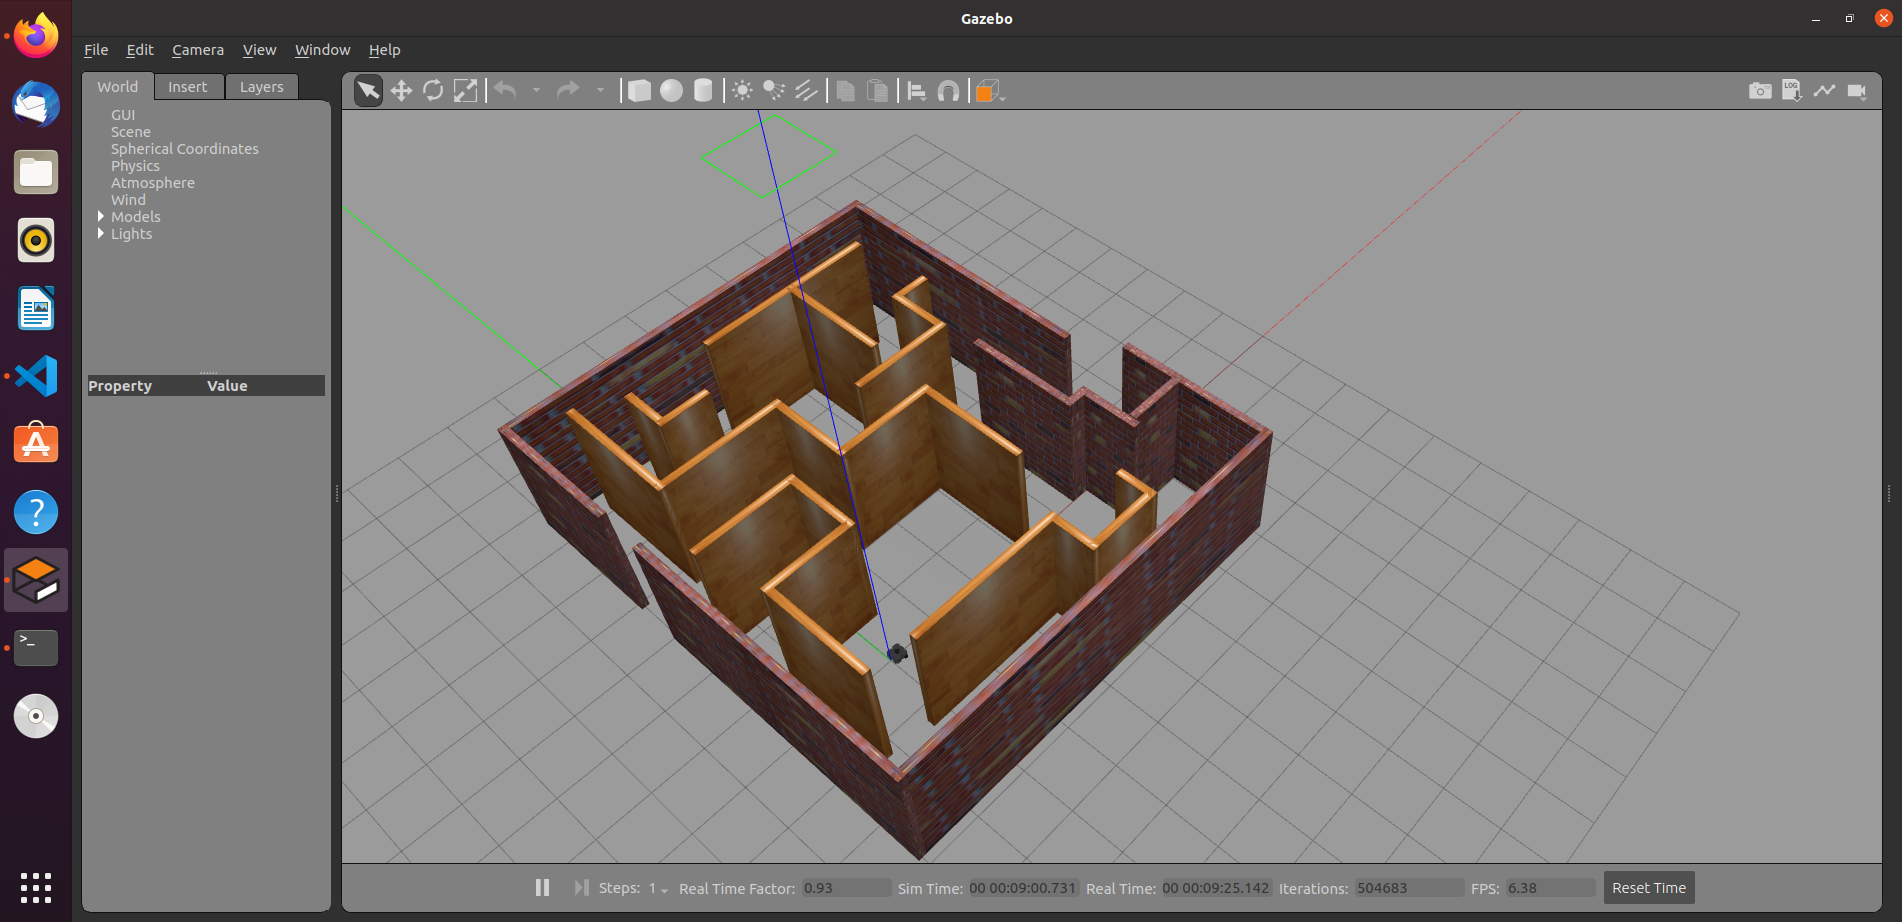 Gazebo
File Edit Camera View Window Help
World Insert Layers
GUI
Scene
Spherical Coordinates
Physics
Atmosphere
Wind
Models
Lights
Property Value
LOG
>_
?
Steps: 1 Real Time Factor: 0.93 Sim Time: 00 00:09:00.731 Real Time: 00 00:09:25.142 Iterations: 504683 FPS: 6.38 Reset Time